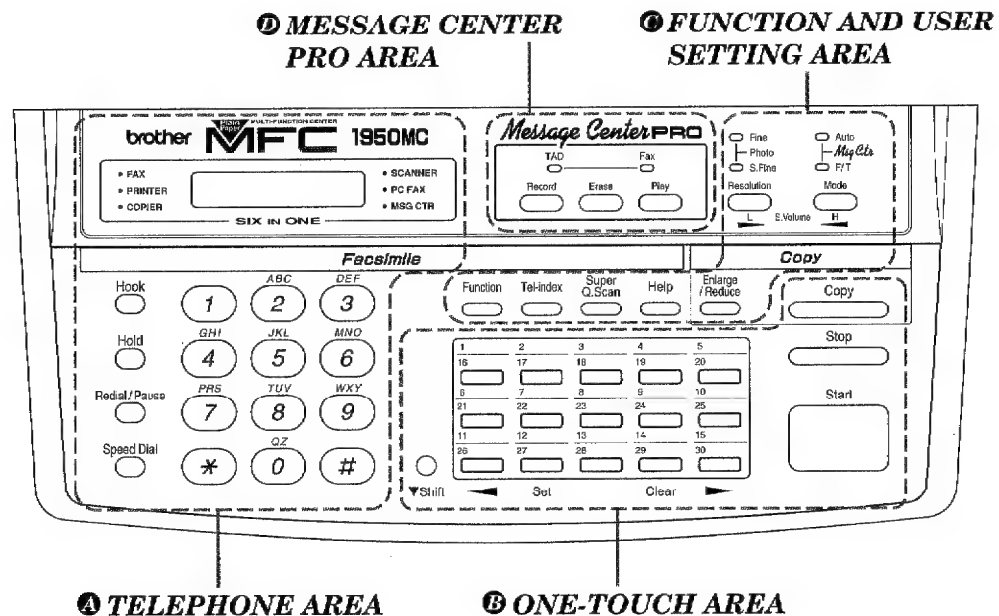 D MESSAGE CENTER PRO AREA
C FUNCTION AND USER SETTING AREA
brother MFC 1950MC
MULTI-FUNCTION CENTER
• FAX
• PRINTER
• COPIER
• SCANNER
• PC FAX
• MSG CTR
SIX IN ONE
Message Center PRO
TAD Fax
Record Erase Play
Fine
Photo
S.Fine
Auto
Msg Ctr
F/T
Resolution Mode
L S.Volume H
Facsimile
Copy
Hook
Hold
Redial/Pause
Speed Dial
1 ABC 2 DEF 3
GHI 4 JKL 5 MNO 6
PRS 7 TUV 8 WXY 9
* QZ 0 #
Function Tel-index Super Q.Scan Help Enlarge /Reduce
Copy
Stop
Start
1 2 3 4 5
16 17 18 19 20
6 7 8 9 10
21 22 23 24 25
11 12 13 14 15
26 27 28 29 30
▼Shift ◄ Set Clear ►
A TELEPHONE AREA
B ONE-TOUCH AREA